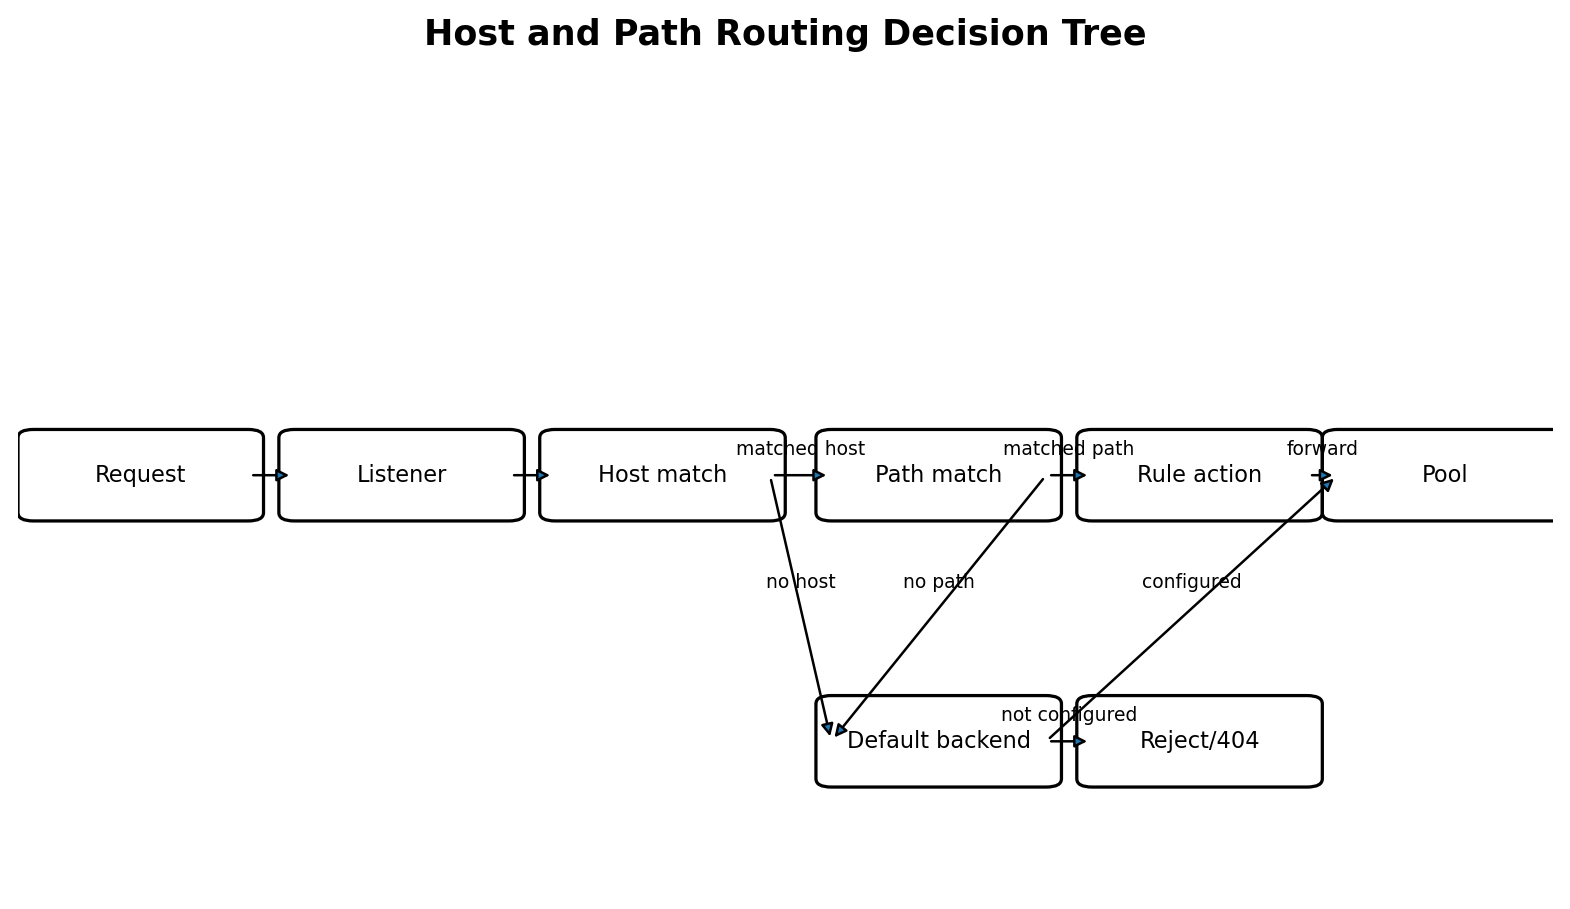 Host and Path Routing Decision Tree
matched host
matched path
forward
Request
Listener
Host match
Path match
Rule action
Pool
no host
no path
configured
not configured
Default backend
Reject/404